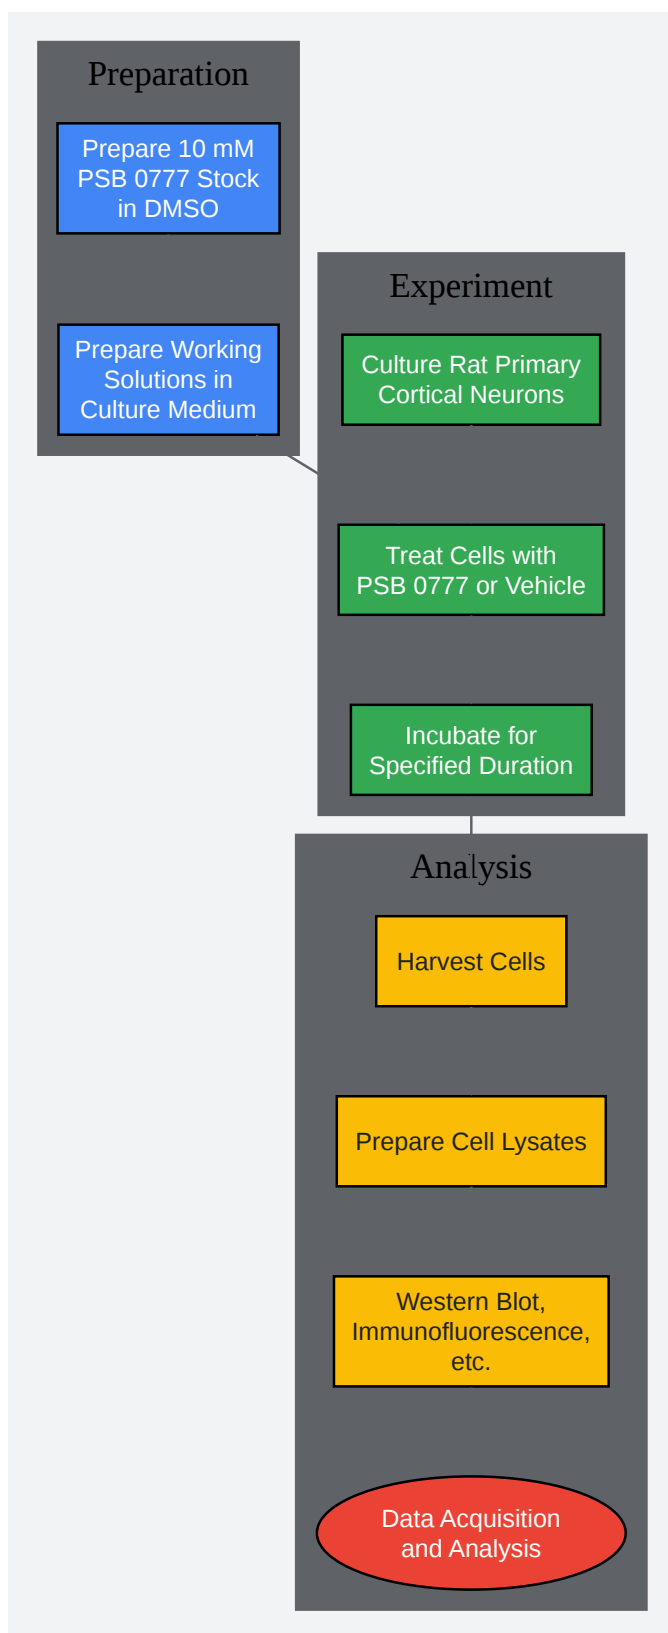 Preparation
Prepare 10 mM
PSB 0777 Stock
in DMSO
Prepare Working
Solutions in
Culture Medium
Experiment
Culture Rat Primary
Cortical Neurons
Treat Cells with
PSB 0777 or Vehicle
Incubate for
Specified Duration
Analysis
Harvest Cells
Prepare Cell Lysates
Western Blot,
Immunofluorescence,
etc.
Data Acquisition
and Analysis